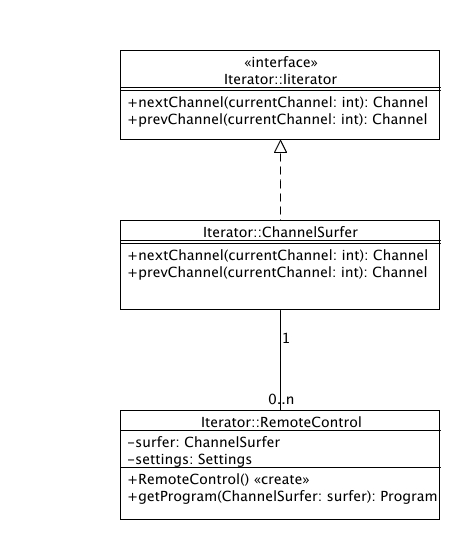 «interface»
Iterator::Iiterator
+nextChannel(currentChannel: int): Channel
+prevChannel(currentChannel: int): Channel
Iterator::ChannelSurfer
+nextChannel(currentChannel: int): Channel
+prevChannel(currentChannel: int): Channel
1
0..n
Iterator::RemoteControl
-surfer: ChannelSurfer
-settings: Settings
+RemoteControl() «create»
+getProgram(ChannelSurfer: surfer): Program